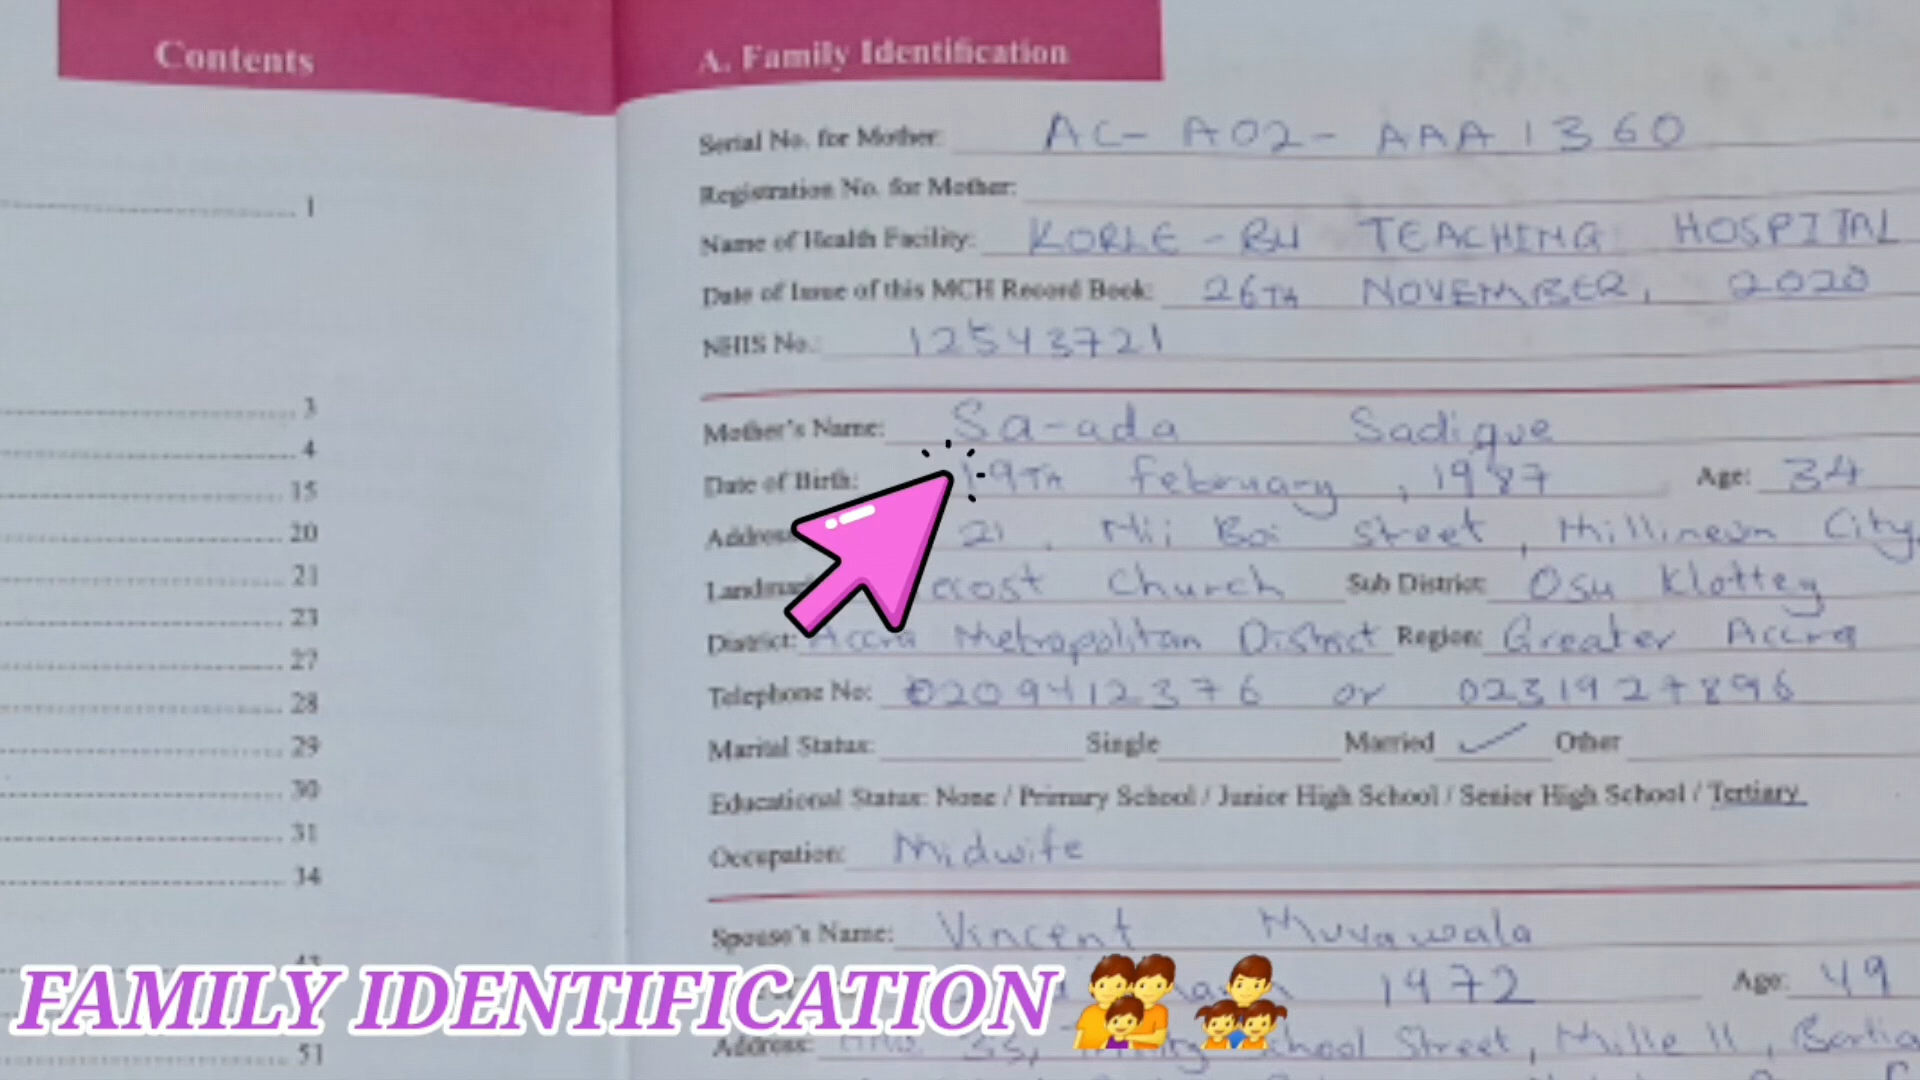 Contents
1
3
4
15
20
21
23
27
28
29
30
31
34
43
51
A. Family Identification
Serial No. for Mother: AC- A02- AAA 1360
Registration No. for Mother:
Name of Health Facility: KORLE - BU TEACHING HOSPITAL
Date of Issue of this MCH Record Book: 26TH NOVEMBER, 2020
NHIS No.: 12543721
Mother's Name: Sa-ada Sadique
Date of Birth: 19TH February, 1987 Age: 34
21, Nii Boi Street, Millineum City,
Church Sub District: Osu Klottey
District: Accra Metropolitan District Region: Greater Accra
Telephone No: 0209412376 or 0231927896
Marital Status: Single Married ✓ Other
Educational Status: None / Primary School / Junior High School / Senior High School / Tertiary
Occupation: Midwife
Spouse's Name: Vincent Muvawala
1972 Age: 49
Address: 33, School Street, Mille 11,
FAMILY IDENTIFICATION